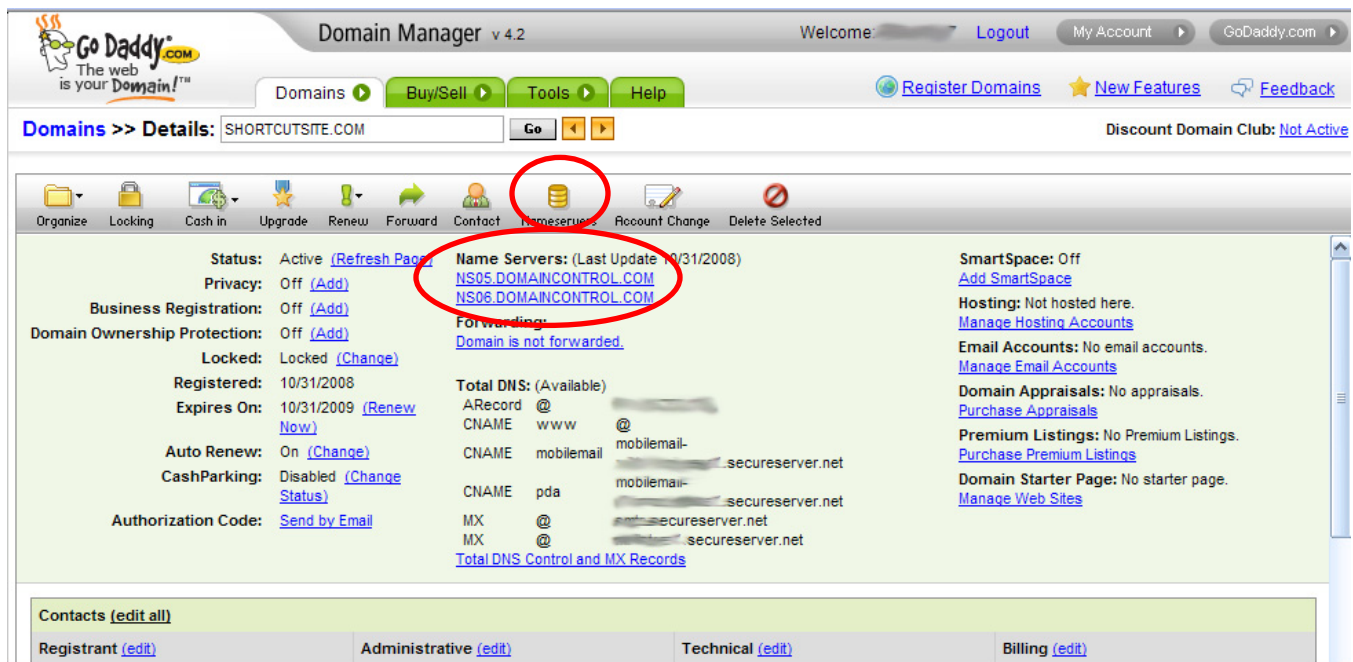 Go Daddy.COM
The web
is your Domain!™
Domain Manager v 4.2
Welcome: Logout My Account GoDaddy.com
Domains Buy/Sell Tools Help
Register Domains New Features Feedback
Domains >> Details: SHORTCUTSITE.COM Go
Discount Domain Club: Not Active
Organize Locking Cash in Upgrade Renew Forward Contact Nameservers Account Change Delete Selected
Status: Active (Refresh Page)
Privacy: Off (Add)
Business Registration: Off (Add)
Domain Ownership Protection: Off (Add)
Locked: Locked (Change)
Registered: 10/31/2008
Expires On: 10/31/2009 (Renew
Now)
Auto Renew: On (Change)
CashParking: Disabled (Change
Status)
Authorization Code: Send by Email
Name Servers: (Last Update 10/31/2008)
NS05.DOMAINCONTROL.COM
NS06.DOMAINCONTROL.COM
Forwarding:
Domain is not forwarded.
Total DNS: (Available)
ARecord @
CNAME www @
CNAME mobilemail mobilemail-
.secureserver.net
CNAME pda mobilemail-
.secureserver.net
MX @ secureserver.net
MX @ .secureserver.net
Total DNS Control and MX Records
SmartSpace: Off
Add SmartSpace
Hosting: Not hosted here.
Manage Hosting Accounts
Email Accounts: No email accounts.
Manage Email Accounts
Domain Appraisals: No appraisals.
Purchase Appraisals
Premium Listings: No Premium Listings.
Purchase Premium Listings
Domain Starter Page: No starter page.
Manage Web Sites
Contacts (edit all)
Registrant (edit) Administrative (edit) Technical (edit) Billing (edit)